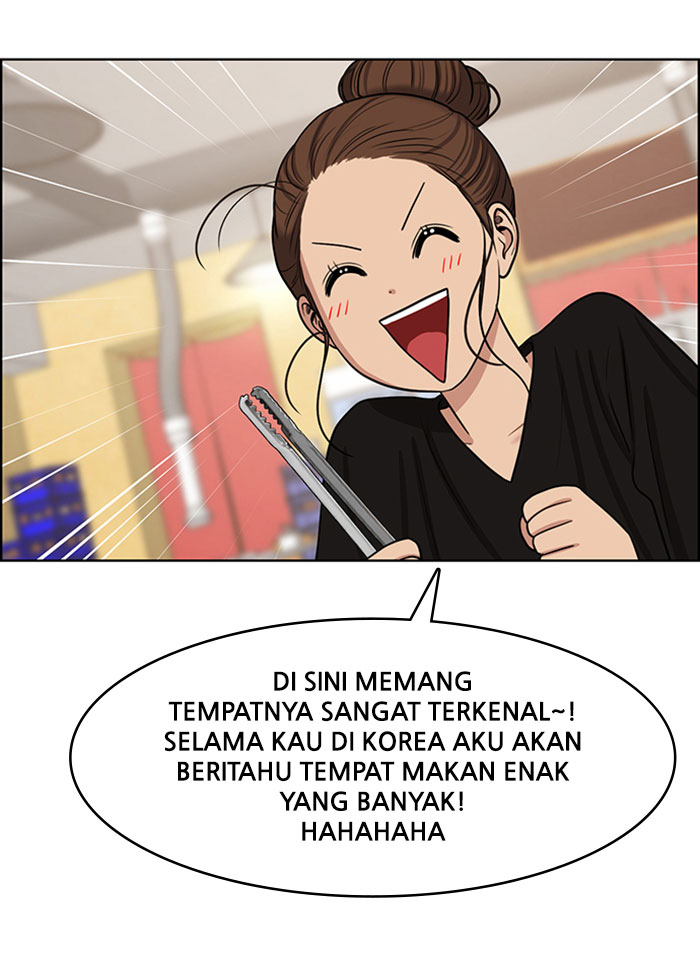 DI SINI MEMANG
TEMPATNYA SANGAT TERKENAL~!
SELAMA KAU DI KOREA AKU AKAN
BERITAHU TEMPAT MAKAN ENAK
YANG BANYAK!
HAHAHAHA